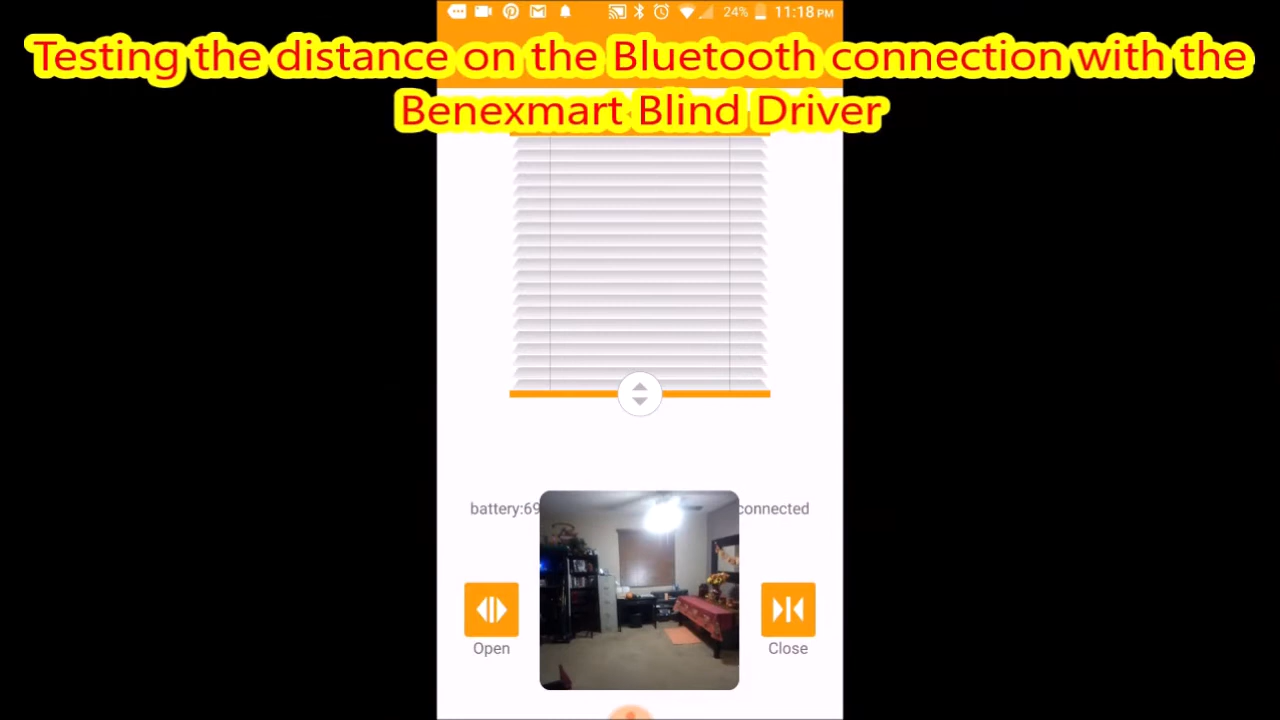 24% 11:18 PM
Testing the distance on the Bluetooth connection with the
Benexmart Blind Driver
battery:69 connected
Open Close